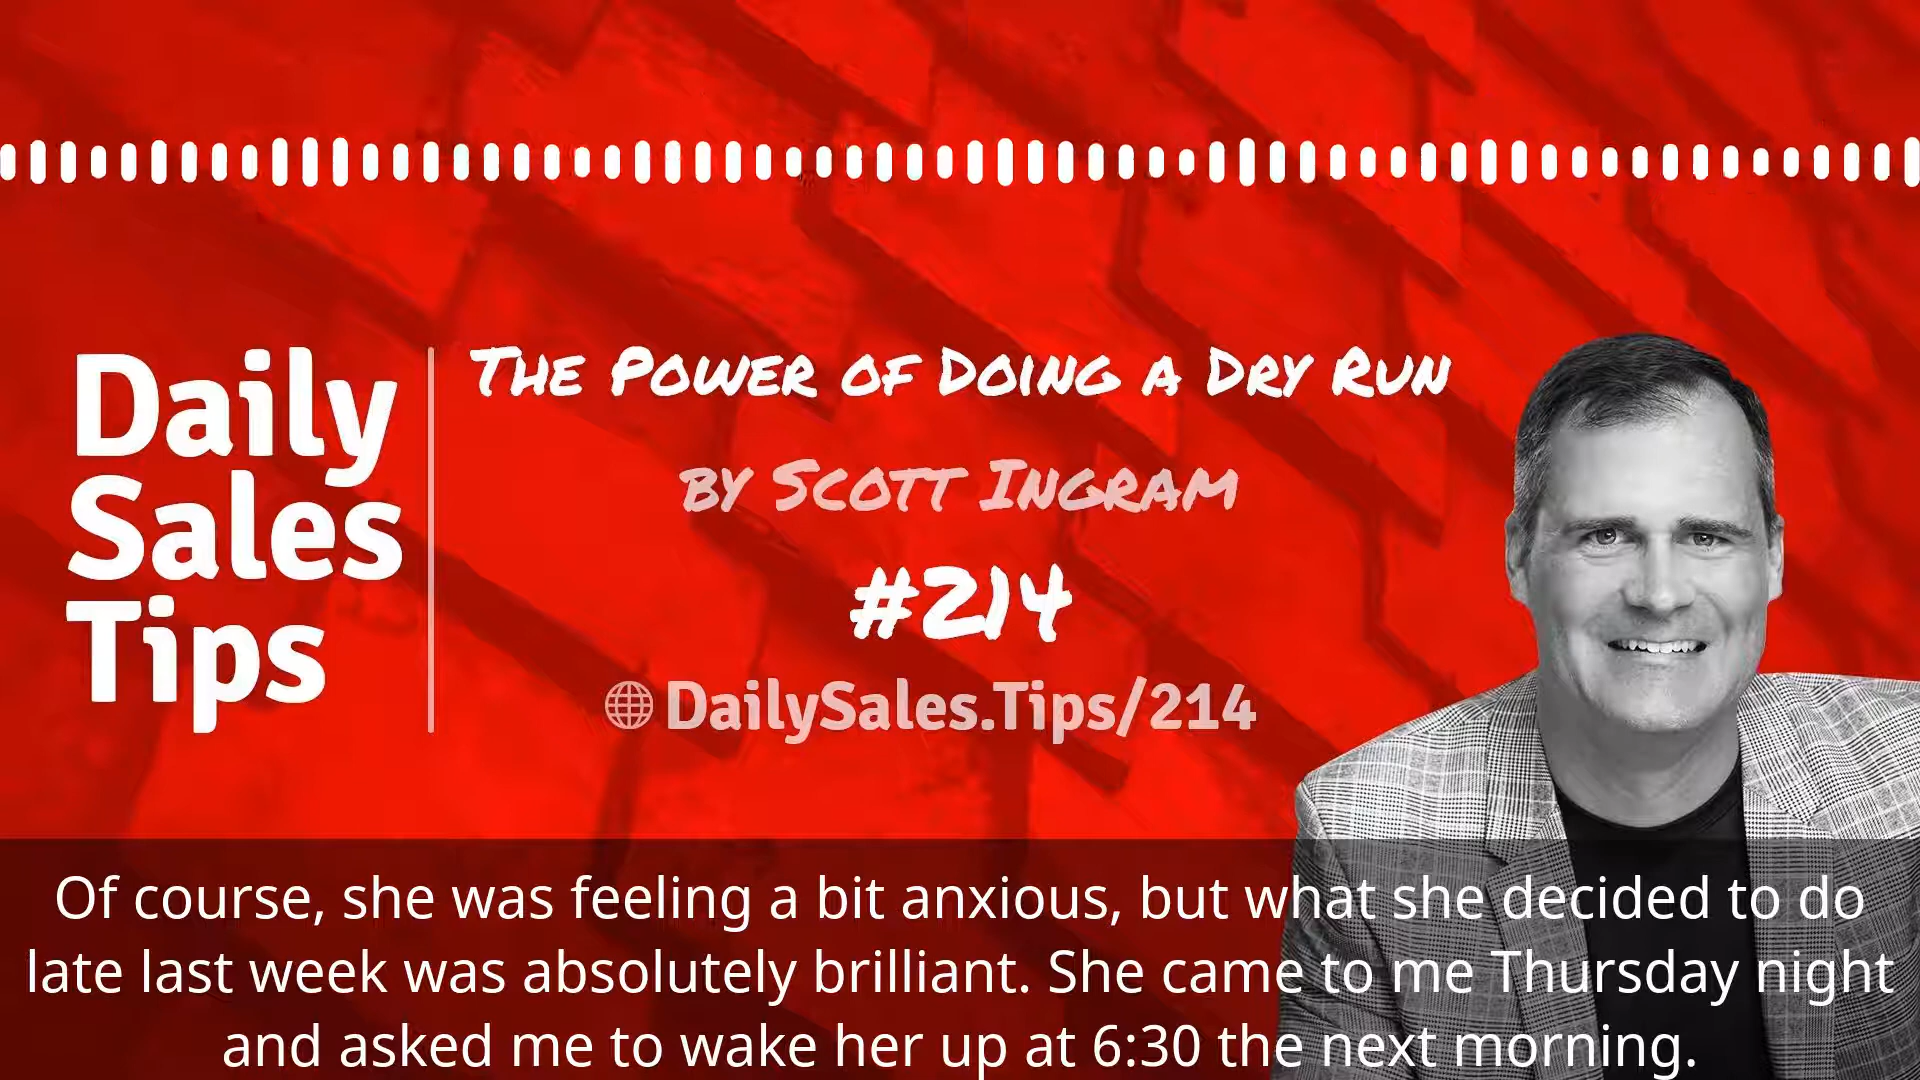 Daily
Sales
Tips
The Power of Doing a Dry Run
by Scott Ingram
#214
DailySales.Tips/214
Of course, she was feeling a bit anxious, but what she decided to do
late last week was absolutely brilliant. She came to me Thursday night
and asked me to wake her up at 6:30 the next morning.